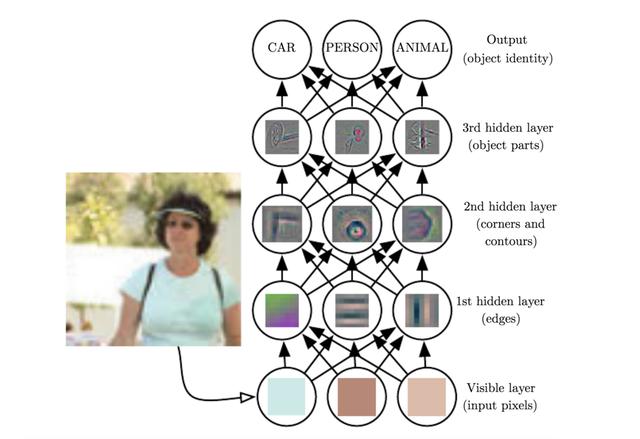 CAR
PERSON
ANIMAL
Output
(object identity)
3rd hidden layer
(object parts)
2nd hidden layer
(corners and
contours)
1st hidden layer
(edges)
Visible layer
(input pixels)